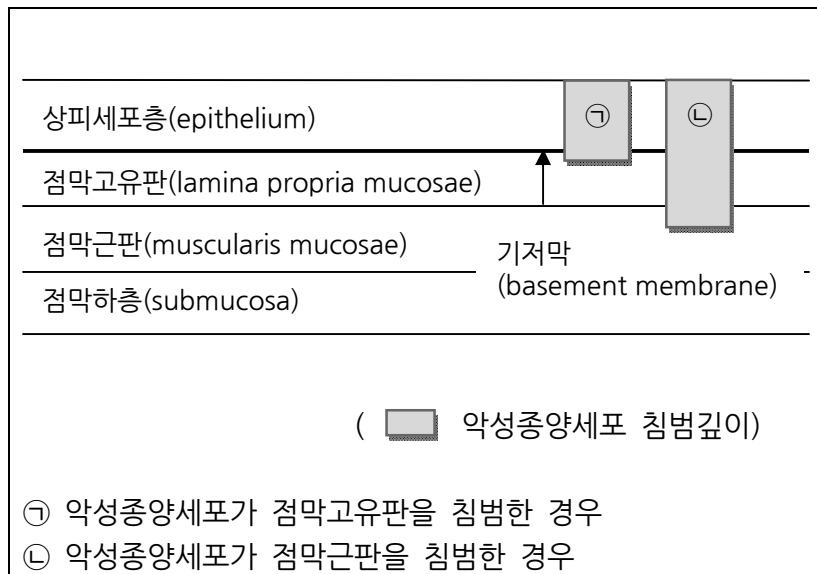 상피세포층(epithelium)
㉠
㉡
점막고유판(lamina propria mucosae)
점막근판(muscularis mucosae)
기저막
(basement membrane)
점막하층(submucosa)
( 악성종양세포 침범깊이)
㉠ 악성종양세포가 점막고유판을 침범한 경우
㉡ 악성종양세포가 점막근판을 침범한 경우